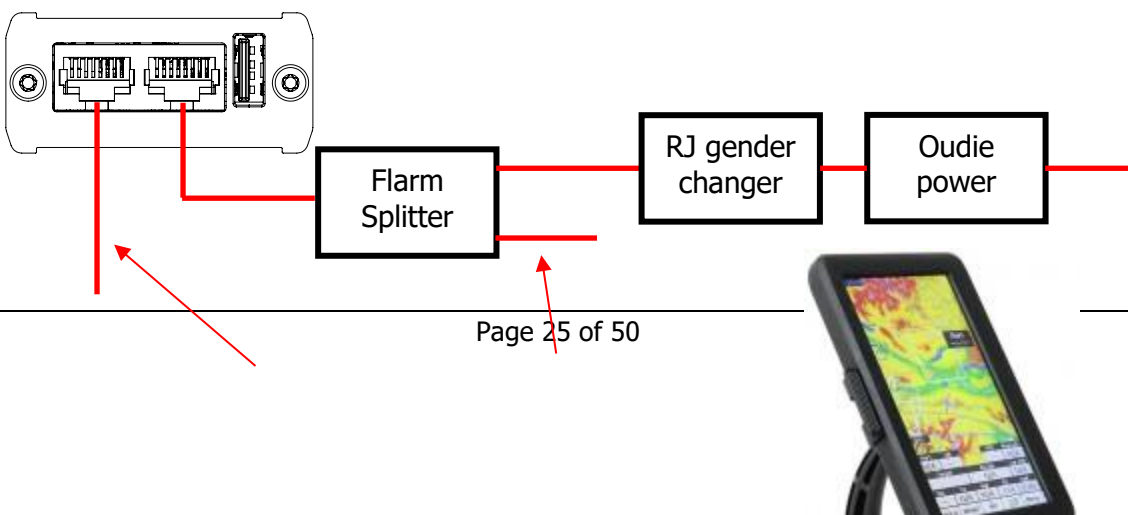 Flarm
Splitter
RJ gender
changer
Oudie
power
Page 25 of 50